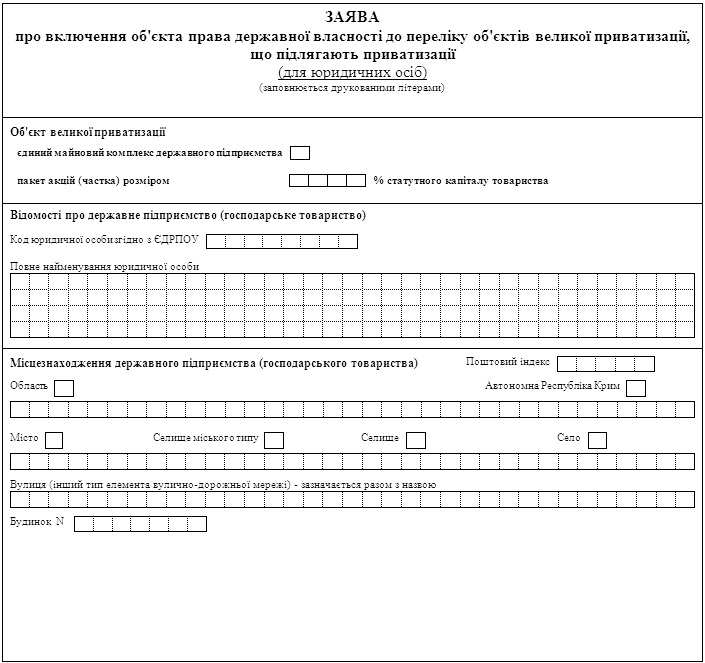 ЗАЯВА
про включення об'єкта права державної власності до переліку об'єктів великої приватизації,
що підлягають приватизації
(для юридичних осіб)
(заповнюється друкованими літерами)
Об'єкт великої приватизації
єдиний майновий комплекс державного підприємства
пакет акцій (частка) розміром % статутного капіталу товариства
Відомості про державне підприємство (господарське товариство)
Код юридичної особи згідно з ЄДРПОУ
Повне найменування юридичної особи
Місцезнаходження державного підприємства (господарського товариства) Поштовий індекс
Область Автономна Республіка Крим
Місто Селище міського типу Селище Село
Вулиця (інший тип елемента вулично-дорожньої мережі) - зазначається разом з назвою
Будинок N